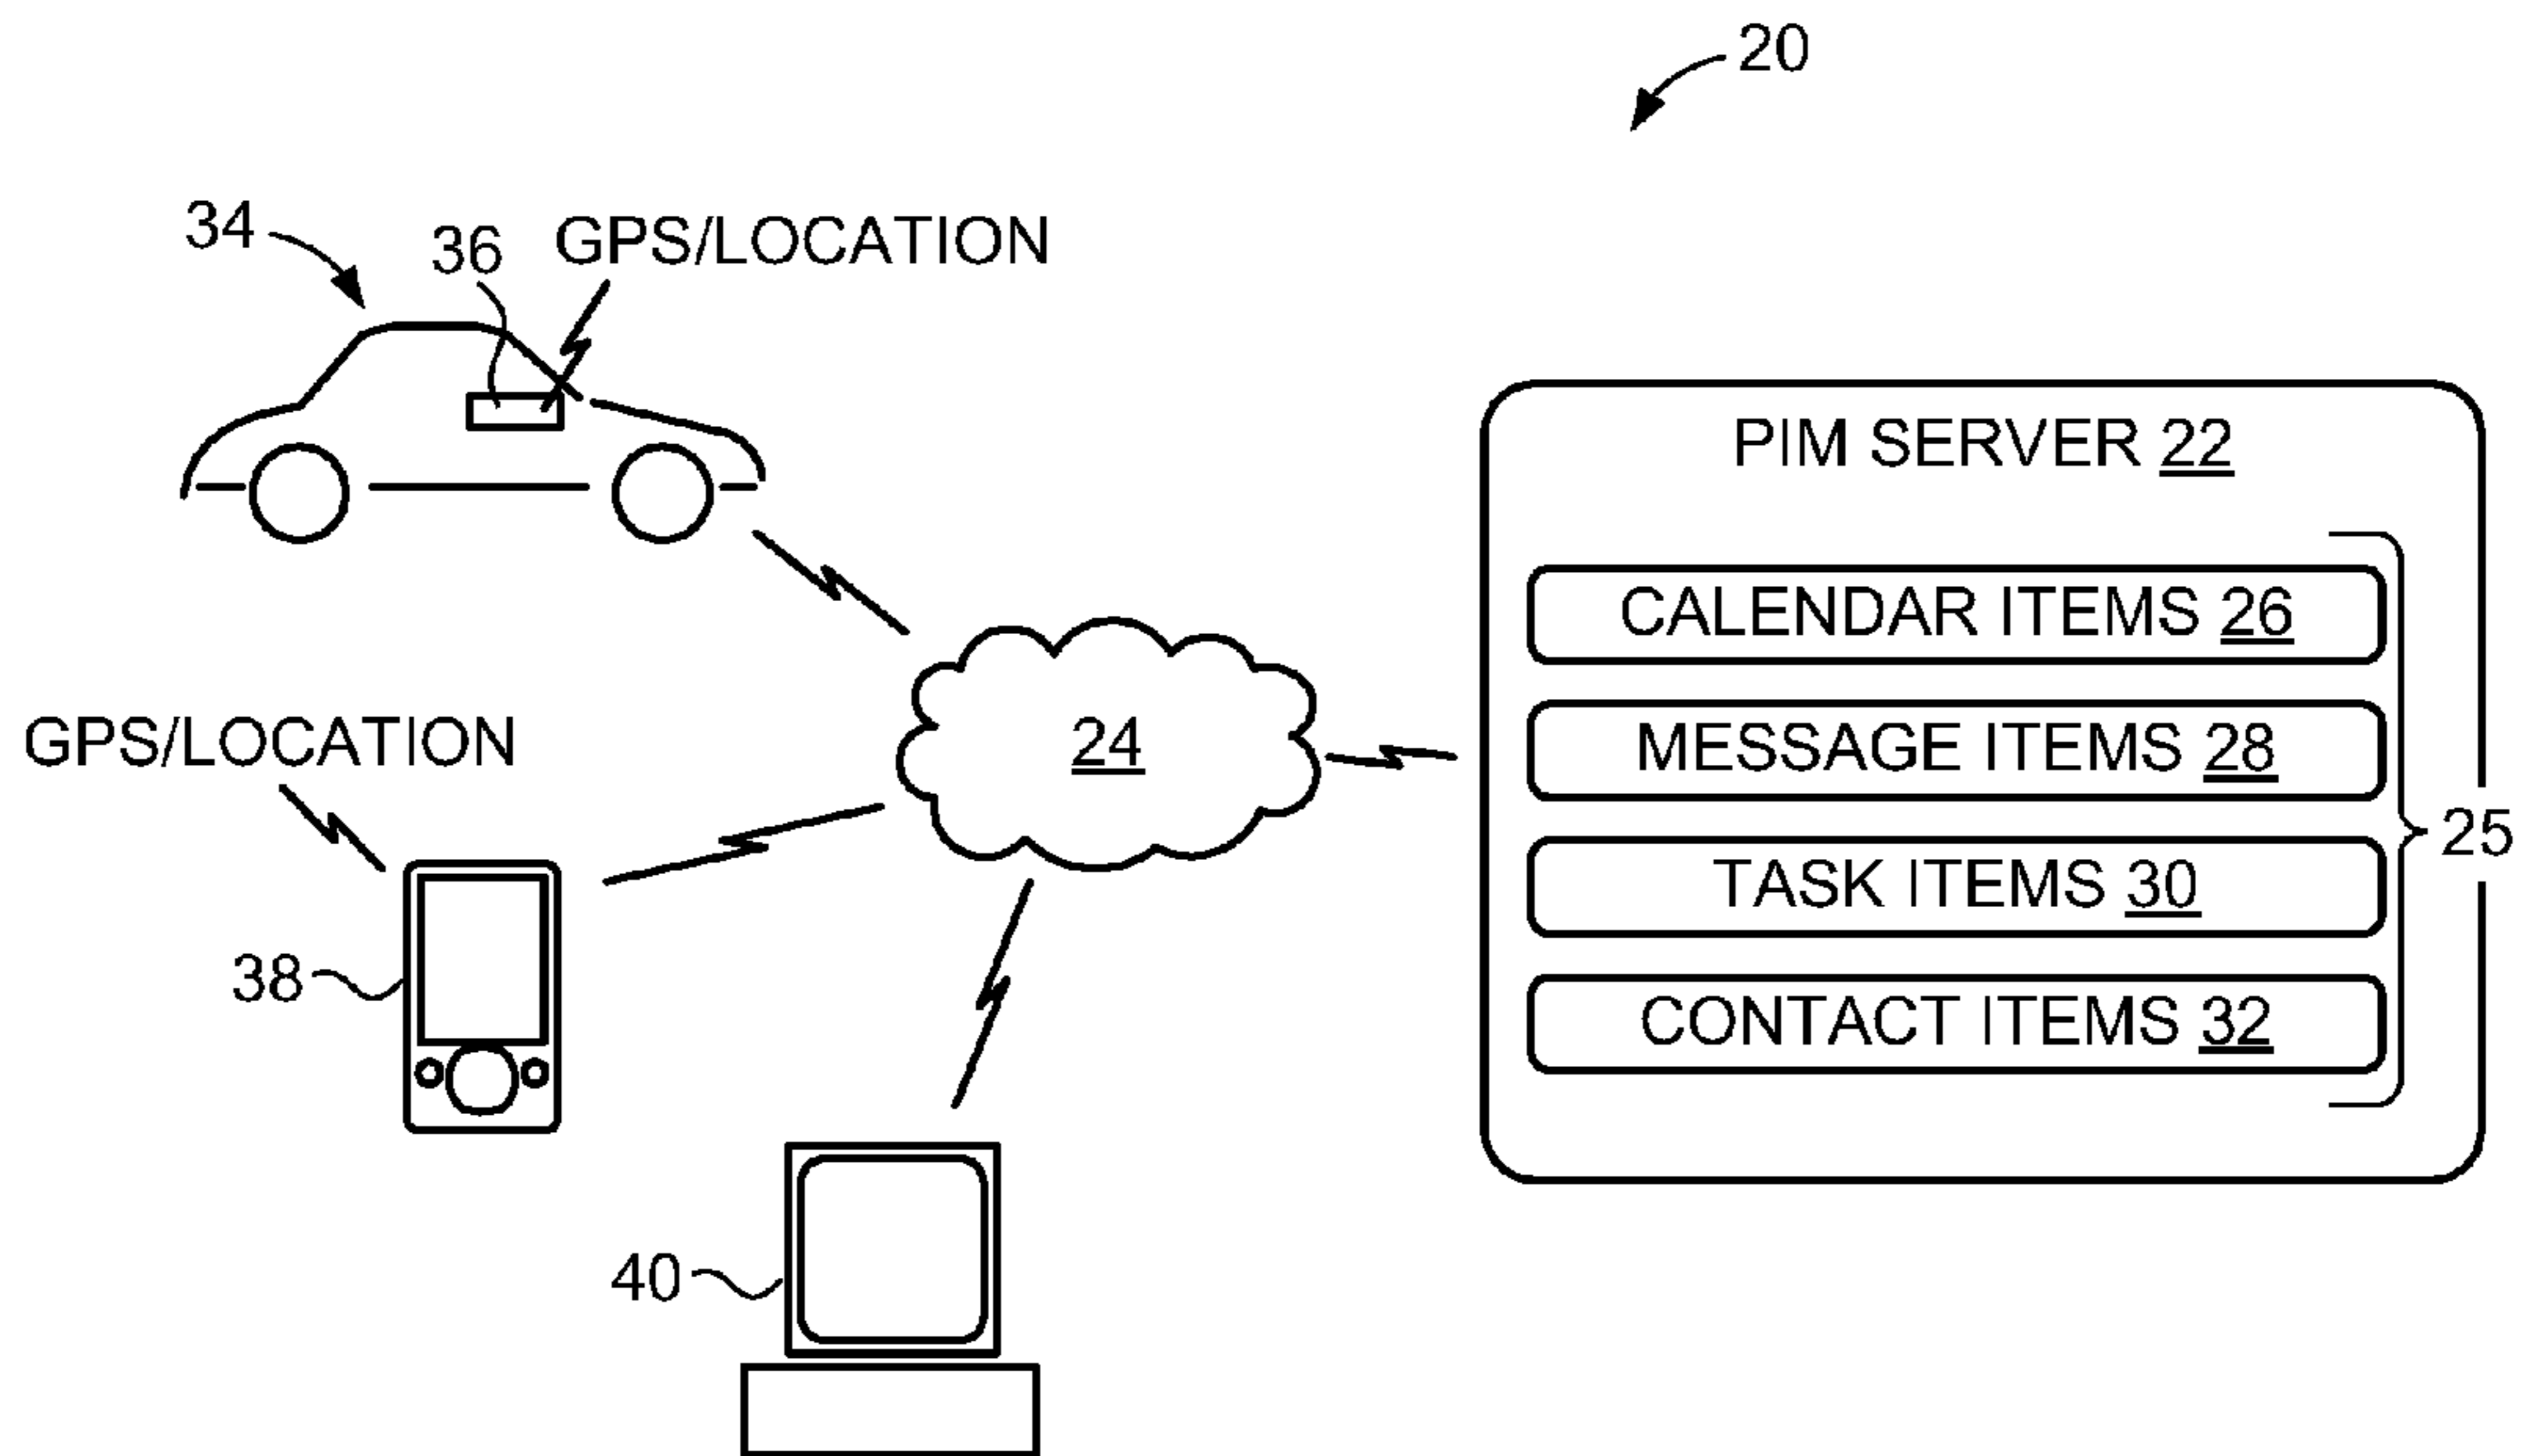 20
34
36
GPS/LOCATION
PIM SERVER 22
CALENDAR ITEMS 26
MESSAGE ITEMS 28
TASK ITEMS 30
CONTACT ITEMS 32
25
24
GPS/LOCATION
38
40